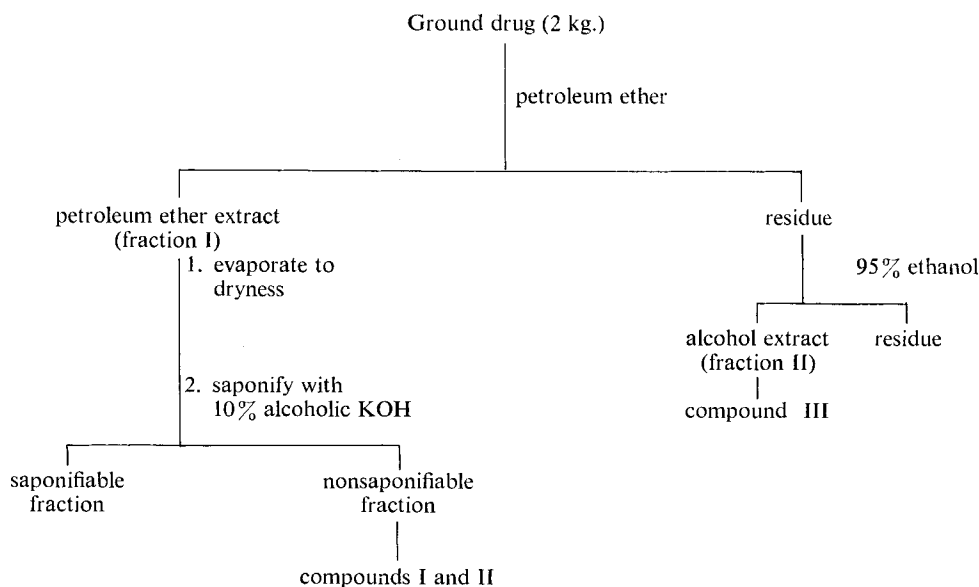 Ground drug (2 kg.)
petroleum ether
petroleum ether extract
(fraction I)
1. evaporate to
dryness
2. saponify with
10% alcoholic KOH
saponifiable
fraction
nonsaponifiable
fraction
compounds I and II
residue
95% ethanol
alcohol extract
(fraction II)
residue
compound III